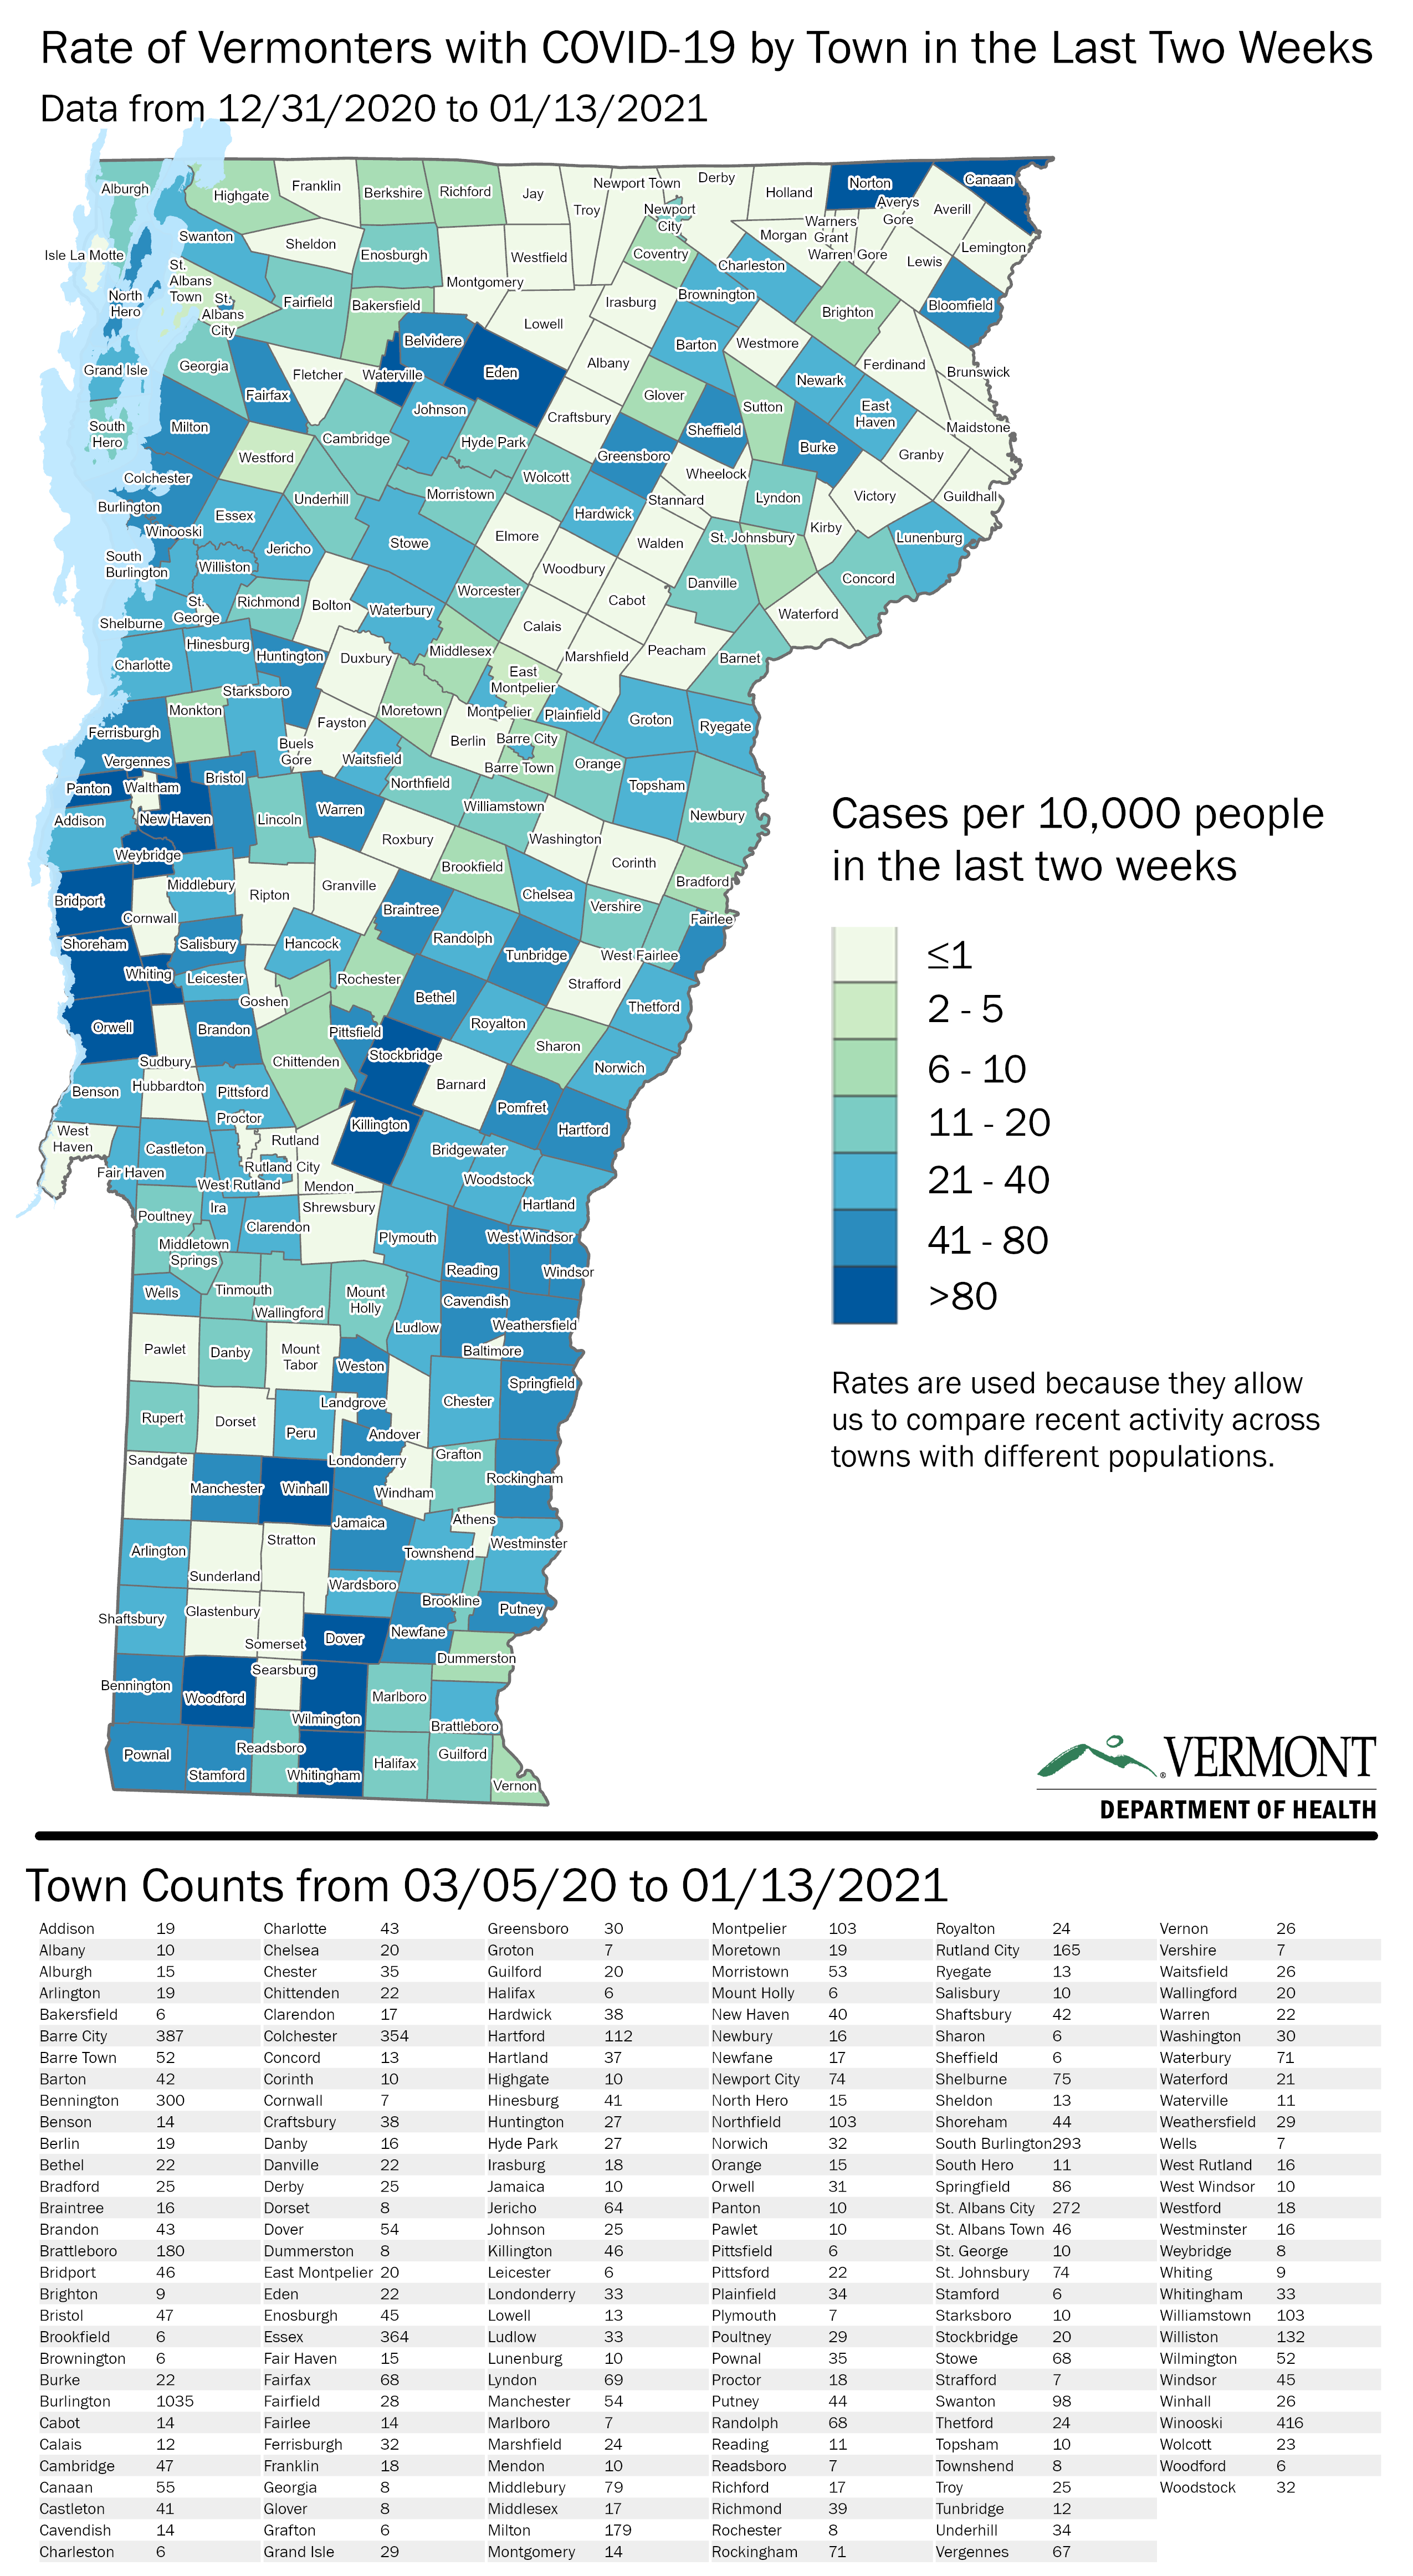 Rate of Vermonters with COVID-19 by Town in the Last Two Weeks
Data from 12/31/2020 to 01/13/2021
Alburgh
Highgate
Franklin
Berkshire
Richford
Jay
Troy
Newport Town
Derby
Holland
Norton
Canaan
Averys
Gore
Averill
Newport
City
Warners
Grant
Morgan
Warren Gore
Lewis
Lemington
Isle La Motte
Swanton
Sheldon
Enosburgh
Montgomery
Westfield
Coventry
Charleston
Brownington
Brighton
Bloomfield
North
Hero
St.
Albans
Town
St.
Albans
City
Fairfield
Bakersfield
Belvidere
Lowell
Irasburg
Barton
Westmore
Ferdinand
Brunswick
Grand Isle
Georgia
Fairfax
Fletcher
Waterville
Eden
Albany
Glover
Newark
Sutton
East
Haven
Maidstone
South
Hero
Milton
Westford
Cambridge
Johnson
Hyde Park
Craftsbury
Greensboro
Sheffield
Burke
Granby
Colchester
Burlington
Winooski
Essex
Underhill
Morristown
Wolcott
Hardwick
Stannard
Wheelock
Lyndon
Victory
Guildhall
South
Burlington
Williston
Jericho
Stowe
Elmore
Walden
St. Johnsbury
Kirby
Lunenburg
Woodbury
Danville
Concord
St.
George
Richmond
Bolton
Waterbury
Worcester
Cabot
Waterford
Shelburne
Calais
Charlotte
Hinesburg
Huntington
Duxbury
Middlesex
Marshfield
Peacham
Barnet
East
Montpelier
Starksboro
Monkton
Moretown
Montpelier
Plainfield
Groton
Ryegate
Ferrisburgh
Fayston
Berlin
Barre City
Buels
Gore
Waitsfield
Barre Town
Orange
Topsham
Vergennes
Panton
Waltham
Bristol
Northfield
Williamstown
Newbury
Addison
New Haven
Lincoln
Warren
Roxbury
Washington
Corinth
Weybridge
Brookfield
Bradford
Bridport
Middlebury
Ripton
Granville
Braintree
Chelsea
Vershire
Fairlee
Cornwall
Shoreham
Salisbury
Hancock
Randolph
Tunbridge
West Fairlee
Whiting
Leicester
Goshen
Rochester
Bethel
Strafford
Thetford
Orwell
Brandon
Pittsfield
Royalton
Sudbury
Chittenden
Stockbridge
Sharon
Norwich
Benson
Hubbardton
Pittsford
Barnard
Pomfret
Proctor
Killington
Hartford
West
Haven
Castleton
Rutland
Bridgewater
Fair Haven
Rutland City
West Rutland
Mendon
Woodstock
Hartland
Ira
Shrewsbury
Poultney
Clarendon
Plymouth
West Windsor
Middletown
Springs
Reading
Windsor
Wells
Tinmouth
Mount
Holly
Wallingford
Cavendish
Ludlow
Weathersfield
Pawlet
Danby
Mount
Tabor
Weston
Baltimore
Springfield
Landgrove
Chester
Rupert
Dorset
Peru
Andover
Grafton
Sandgate
Londonderry
Manchester
Winhall
Windham
Rockingham
Jamaica
Athens
Arlington
Stratton
Townshend
Westminster
Sunderland
Wardsboro
Brookline
Putney
Shaftsbury
Glastenbury
Somerset
Dover
Newfane
Dummerston
Searsburg
Bennington
Woodford
Marlboro
Wilmington
Brattleboro
Pownal
Readsboro
Stamford
Whitingham
Halifax
Guilford
Vernon
Cases per 10,000 people
in the last two weeks
≤1
2 - 5
6 - 10
11 - 20
21 - 40
41 - 80
>80
Rates are used because they allow
us to compare recent activity across
towns with different populations.
VERMONT
DEPARTMENT OF HEALTH
Town Counts from 03/05/20 to 01/13/2021
Addison 19 Charlotte 43 Greensboro 30 Montpelier 103 Royalton 24 Vernon 26
Albany 10 Chelsea 20 Groton 7 Moretown 19 Rutland City 165 Vershire 7
Alburgh 15 Chester 35 Guilford 20 Morristown 53 Ryegate 13 Waitsfield 26
Arlington 19 Chittenden 22 Halifax 6 Mount Holly 6 Salisbury 10 Wallingford 20
Bakersfield 6 Clarendon 17 Hardwick 38 New Haven 40 Shaftsbury 42 Warren 22
Barre City 387 Colchester 354 Hartford 112 Newbury 16 Sharon 6 Washington 30
Barre Town 52 Concord 13 Hartland 37 Newfane 17 Sheffield 6 Waterbury 71
Barton 42 Corinth 10 Highgate 10 Newport City 74 Shelburne 75 Waterford 21
Bennington 300 Cornwall 7 Hinesburg 41 North Hero 15 Sheldon 13 Waterville 11
Benson 14 Craftsbury 38 Huntington 27 Northfield 103 Shoreham 44 Weathersfield 29
Berlin 19 Danby 16 Hyde Park 27 Norwich 32 South Burlington 293 Wells 7
Bethel 22 Danville 22 Irasburg 18 Orange 15 South Hero 11 West Rutland 16
Bradford 25 Derby 25 Jamaica 10 Orwell 31 Springfield 86 West Windsor 10
Braintree 16 Dorset 8 Jericho 64 Panton 10 St. Albans City 272 Westford 18
Brandon 43 Dover 54 Johnson 25 Pawlet 10 St. Albans Town 46 Westminster 16
Brattleboro 180 Dummerston 8 Killington 46 Pittsfield 6 St. George 10 Weybridge 8
Bridport 46 East Montpelier 20 Leicester 6 Pittsford 22 St. Johnsbury 74 Whiting 9
Brighton 9 Eden 22 Londonderry 33 Plainfield 34 Stamford 6 Whitingham 33
Bristol 47 Enosburgh 45 Lowell 13 Plymouth 7 Starksboro 10 Williamstown 103
Brookfield 6 Essex 364 Ludlow 33 Poultney 29 Stockbridge 20 Williston 132
Brownington 6 Fair Haven 15 Lunenburg 10 Pownal 35 Stowe 68 Wilmington 52
Burke 22 Fairfax 68 Lyndon 69 Proctor 18 Strafford 7 Windsor 45
Burlington 1035 Fairfield 28 Manchester 54 Putney 44 Swanton 98 Winhall 26
Cabot 14 Fairlee 14 Marlboro 7 Randolph 68 Thetford 24 Winooski 416
Calais 12 Ferrisburgh 32 Marshfield 24 Reading 11 Topsham 10 Wolcott 23
Cambridge 47 Franklin 18 Mendon 10 Readsboro 7 Townshend 8 Woodford 6
Canaan 55 Georgia 8 Middlebury 79 Richford 17 Troy 25 Woodstock 32
Castleton 41 Glover 8 Middlesex 17 Richmond 39 Tunbridge 12
Cavendish 14 Grafton 6 Milton 179 Rochester 8 Underhill 34
Charleston 6 Grand Isle 29 Montgomery 14 Rockingham 71 Vergennes 67